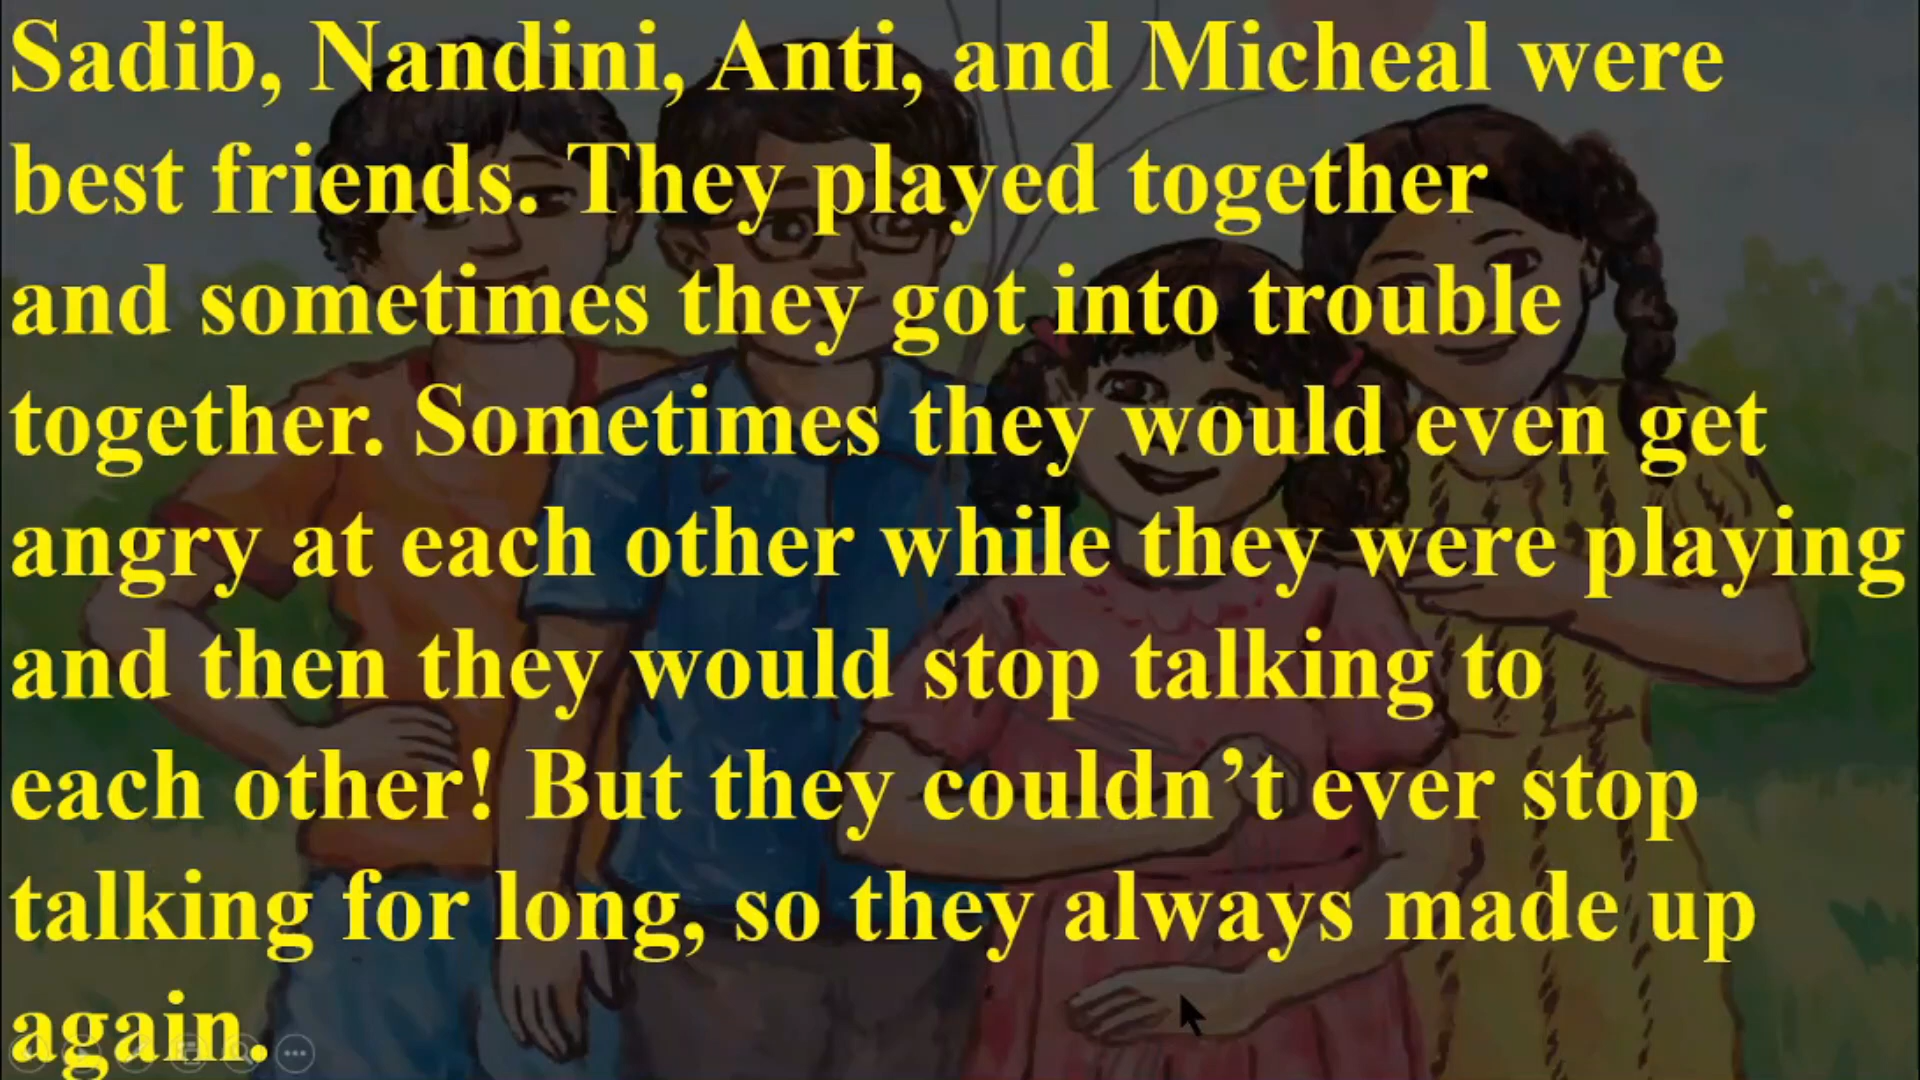 Sadib, Nandini, Anti, and Micheal were
best friends. They played together
and sometimes they got into trouble
together. Sometimes they would even get
angry at each other while they were playing
and then they would stop talking to
each other! But they couldn’t ever stop
talking for long, so they always made up
again.